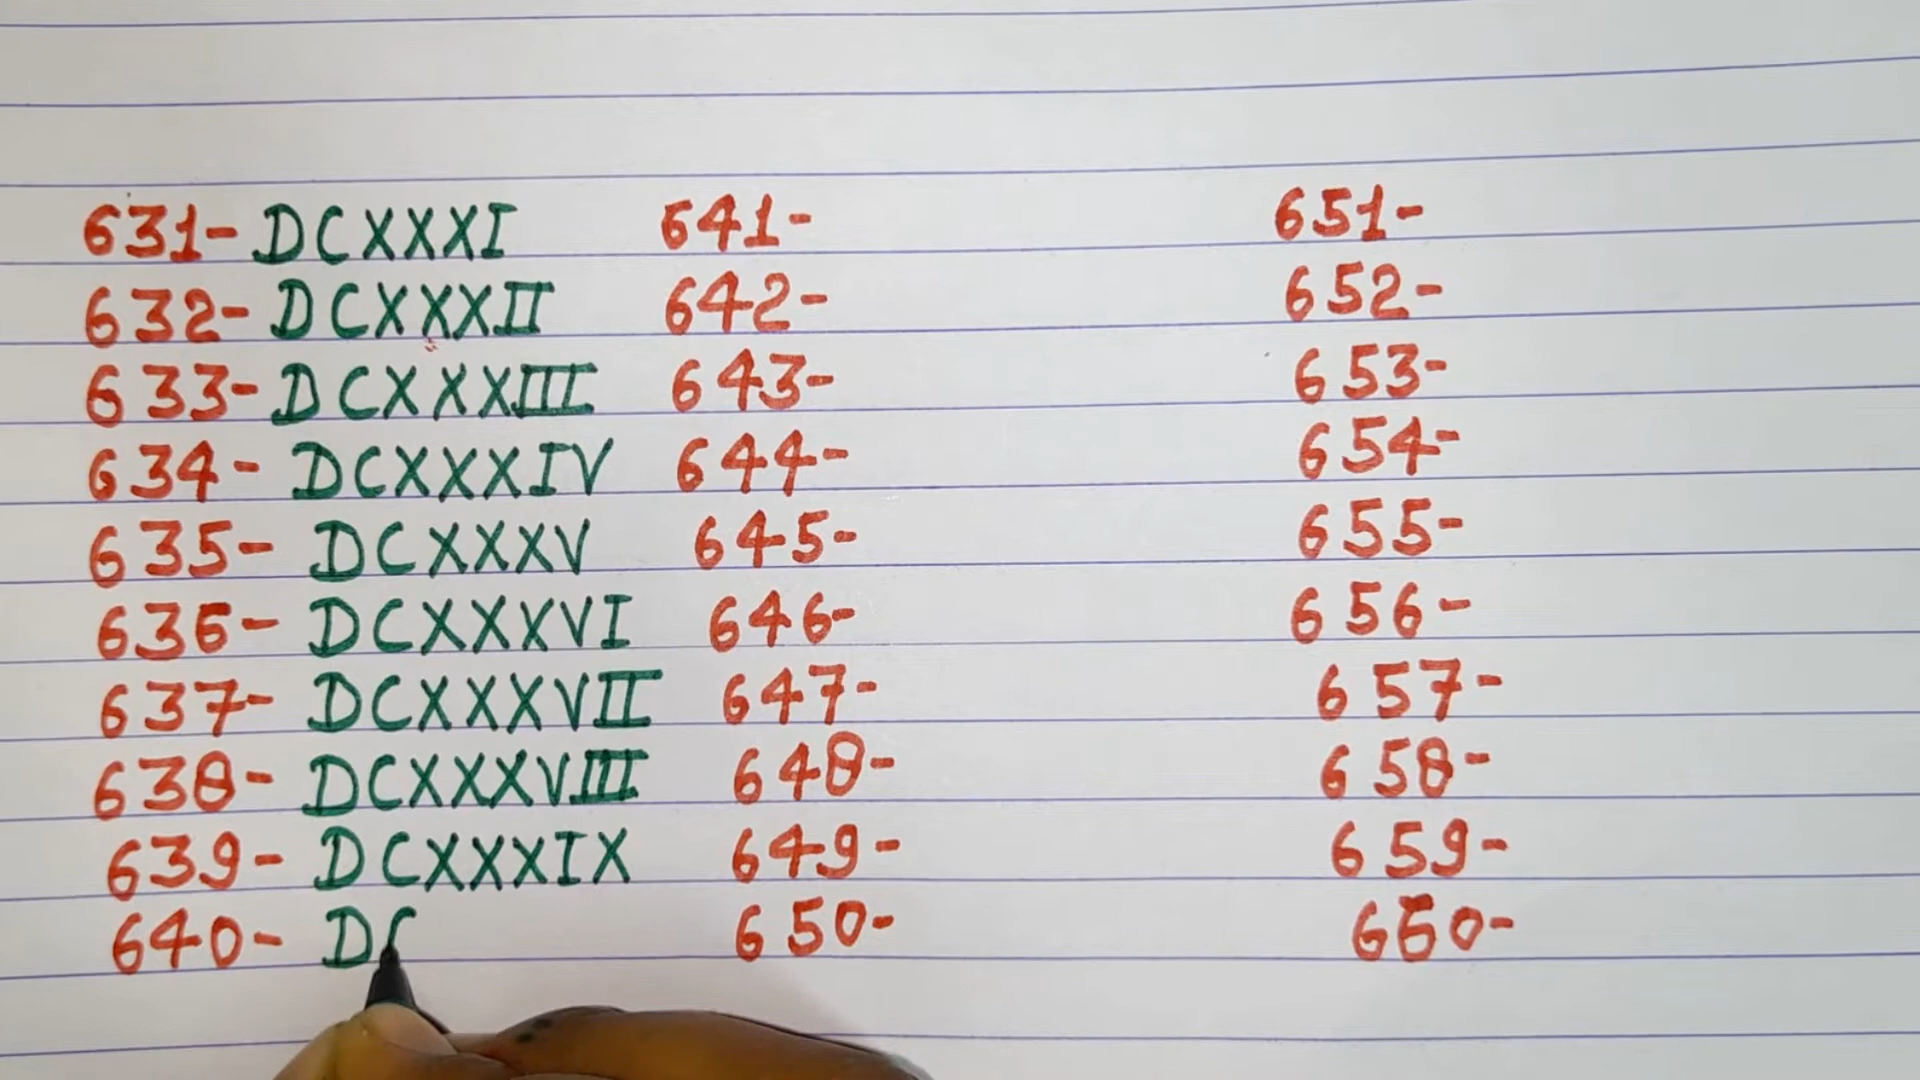 631- DCXXXI 641- 651-
632- DCXXXII 642- 652-
633- DCXXXIII 643- 653-
634- DCXXXIV 644- 654-
635- DCXXXV 645- 655-
636- DCXXXVI 646- 656-
637- DCXXXVII 647- 657-
638- DCXXXVIII 648- 658-
639- DCXXXIX 649- 659-
640- DC 650- 660-